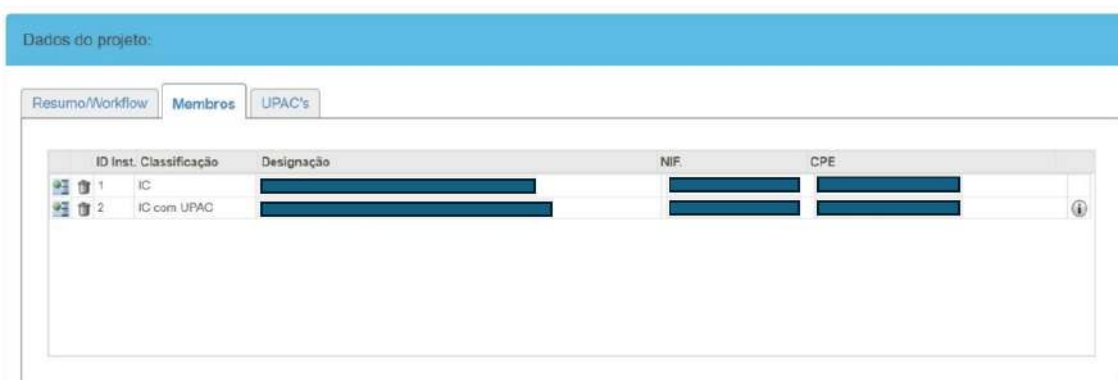 Dados do projeto:
Resumo/Workflow Membros UPAC's
ID Inst. Classificação Designação NIF. CPE
1 IC
2 IC com UPAC